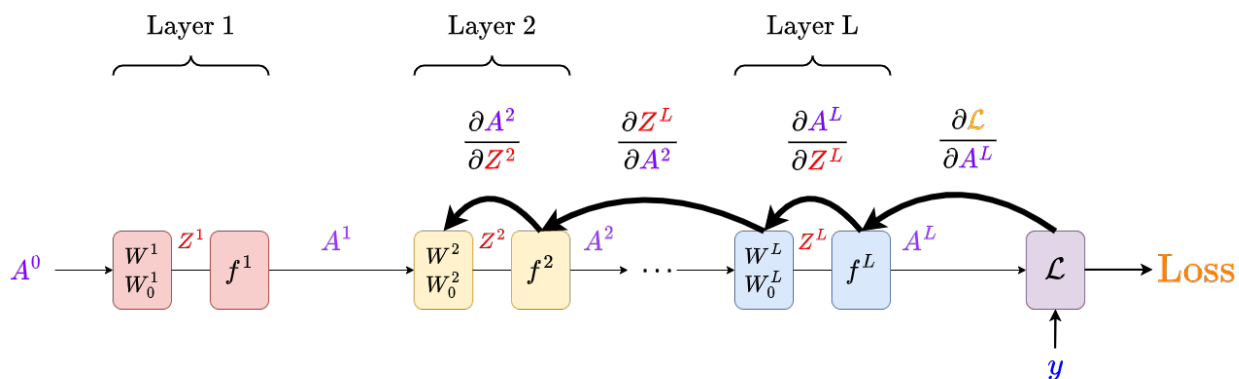 Layer 1 Layer 2 Layer L
∂A² / ∂Z² ∂Z^L / ∂A² ∂A^L / ∂Z^L ∂ℒ / ∂A^L
A⁰ W¹ W₀¹ Z¹ f¹ A¹ W² W₀² Z² f² A² ⋯ W^L W₀^L Z^L f^L A^L ℒ Loss
y